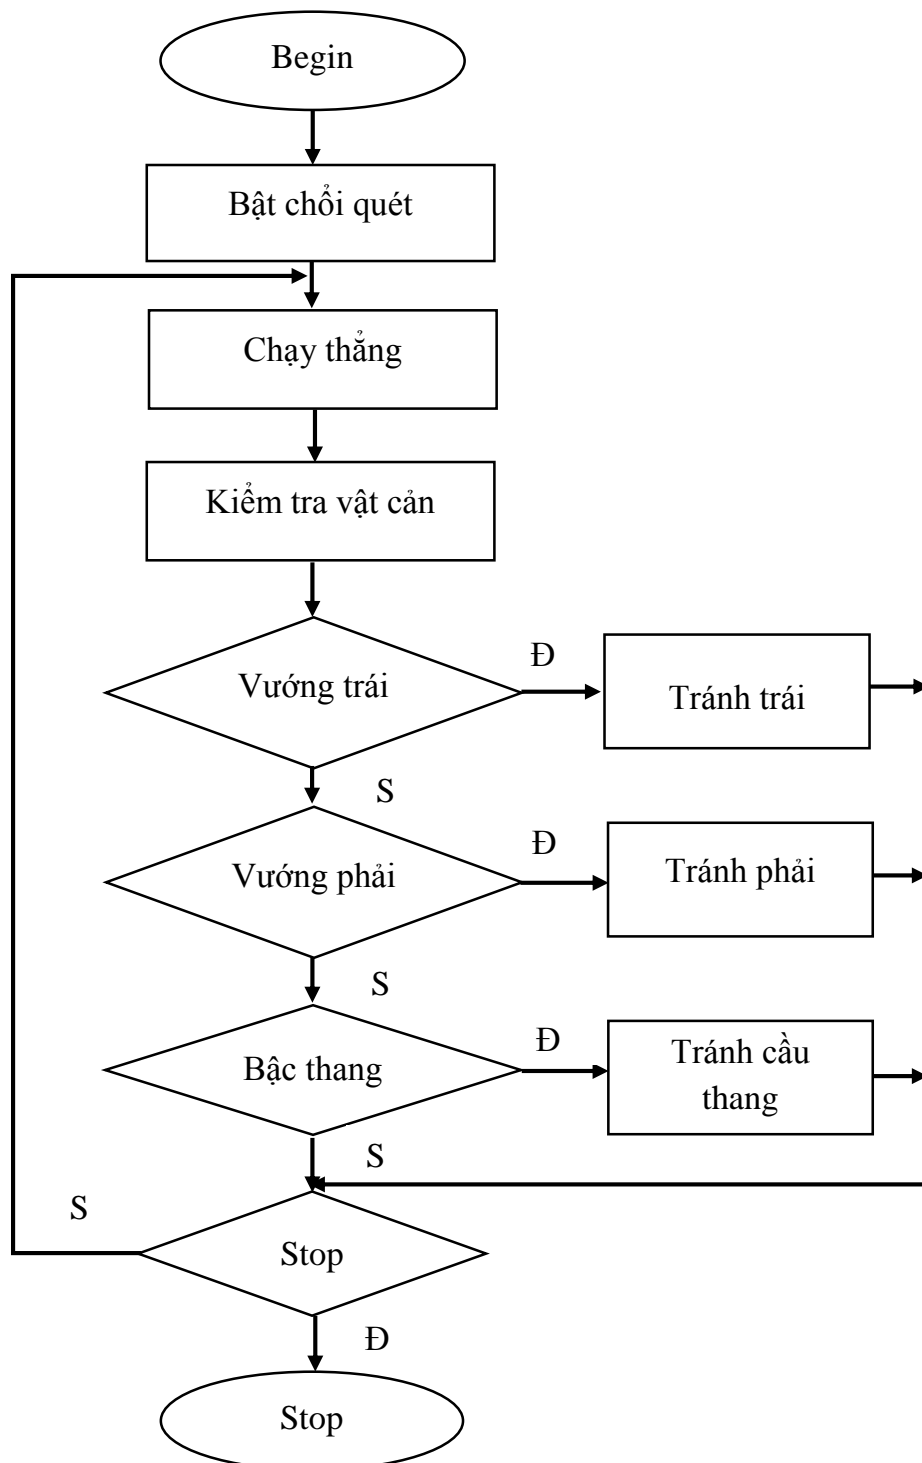 Begin
Bật chổi quét
Chạy thẳng
Kiểm tra vật cản
Vướng trái
Đ
Tránh trái
S
Vướng phải
Đ
Tránh phải
S
Bậc thang
Đ
Tránh cầu
thang
S
S
Stop
Đ
Stop